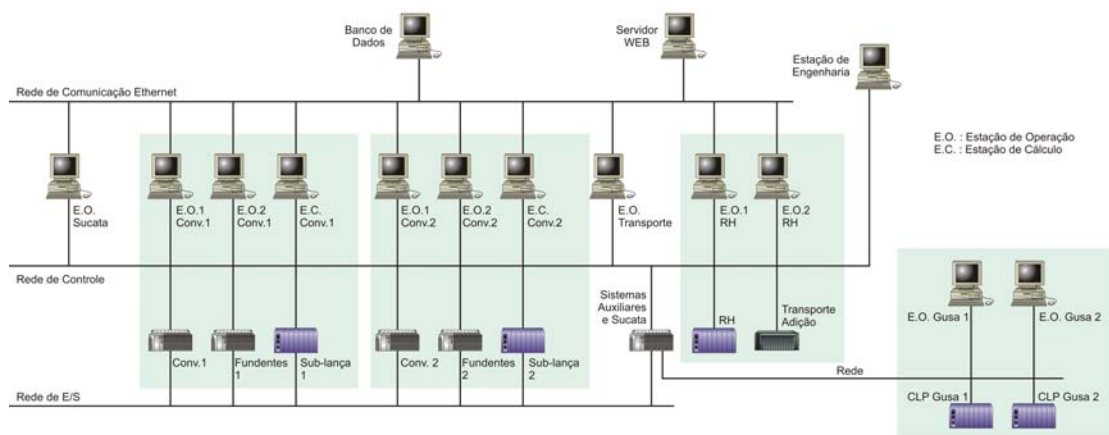 Banco de
Dados
Servidor
WEB
Estação de
Engenharia
Rede de Comunicação Ethernet
E.O. : Estação de Operação
E.C. : Estação de Cálculo
E.O.
Sucata
E.O.1
Conv.1
E.O.2
Conv.1
E.C.
Conv.1
E.O.1
Conv.2
E.O.2
Conv.2
E.C.
Conv.2
E.O.
Transporte
E.O.1
RH
E.O.2
RH
Rede de Controle
Sistemas
Auxiliares
e Sucata
RH
Transporte
Adição
E.O. Gusa 1
E.O. Gusa 2
Conv.1
Fundentes
1
Sub-lança
1
Conv. 2
Fundentes
2
Sub-lança
2
Rede
Rede de E/S
CLP Gusa 1
CLP Gusa 2